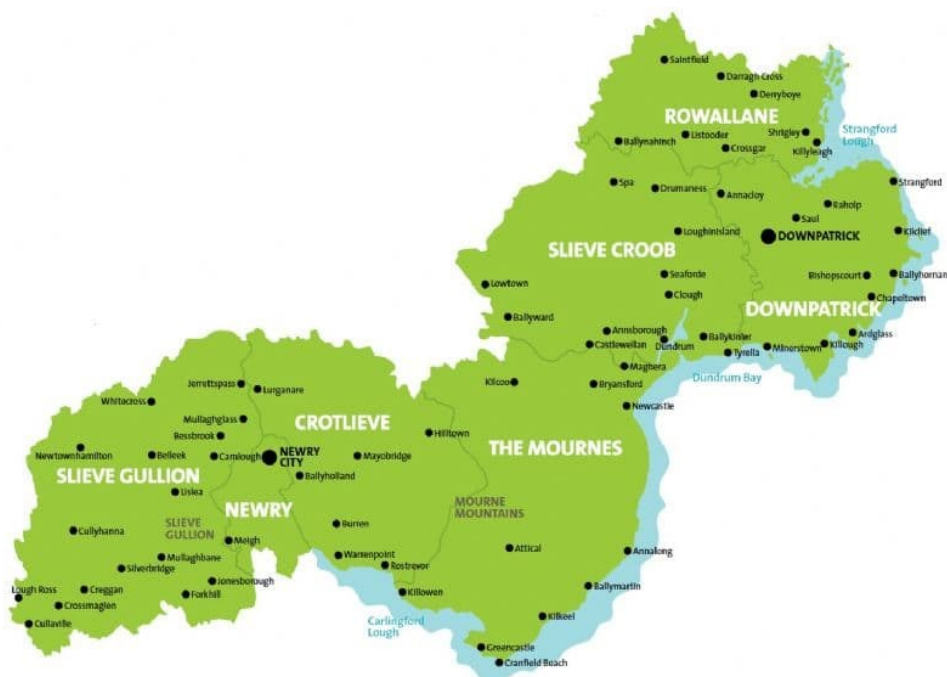 Saintfield
Darragh Cross
Derryboye
ROWALLANE
Strangford
Lough
Shrigley
Listooder
Ballynahinch
Crossgar
Killyleagh
Spa
Drumaness
Annacloy
Strangford
Raholp
Saul
Loughinisland
DOWNPATRICK
Kilclief
SLIEVE CROOB
Seaforde
Bishopscourt
Ballyhornan
Lowtown
Clough
Chapeltown
DOWNPATRICK
Ballyward
Annsborough
Ardglass
Castlewellan
Dundrum
Ballykinler
Tyrella
Minerstown
Killough
Maghera
Dundrum Bay
Jerrettspass
Lurganare
Kilcoo
Bryansford
Whitecross
Newcastle
Mullaghglass
CROTLIEVE
Bessbrook
Hilltown
THE MOURNES
Newtownhamilton
Belleek
Camlough
NEWRY
CITY
Mayobridge
SLIEVE GULLION
Ballyholland
Lislea
NEWRY
MOURNE
MOUNTAINS
Cullyhanna
SLIEVE
GULLION
Burren
Meigh
Attical
Annalong
Mullaghbane
Warrenpoint
Silverbridge
Rostrevor
Jonesborough
Ballymartin
Lough Ross
Creggan
Forkhill
Killowen
Crossmaglen
Cullaville
Carlingford
Lough
Kilkeel
Greencastle
Cranfield Beach